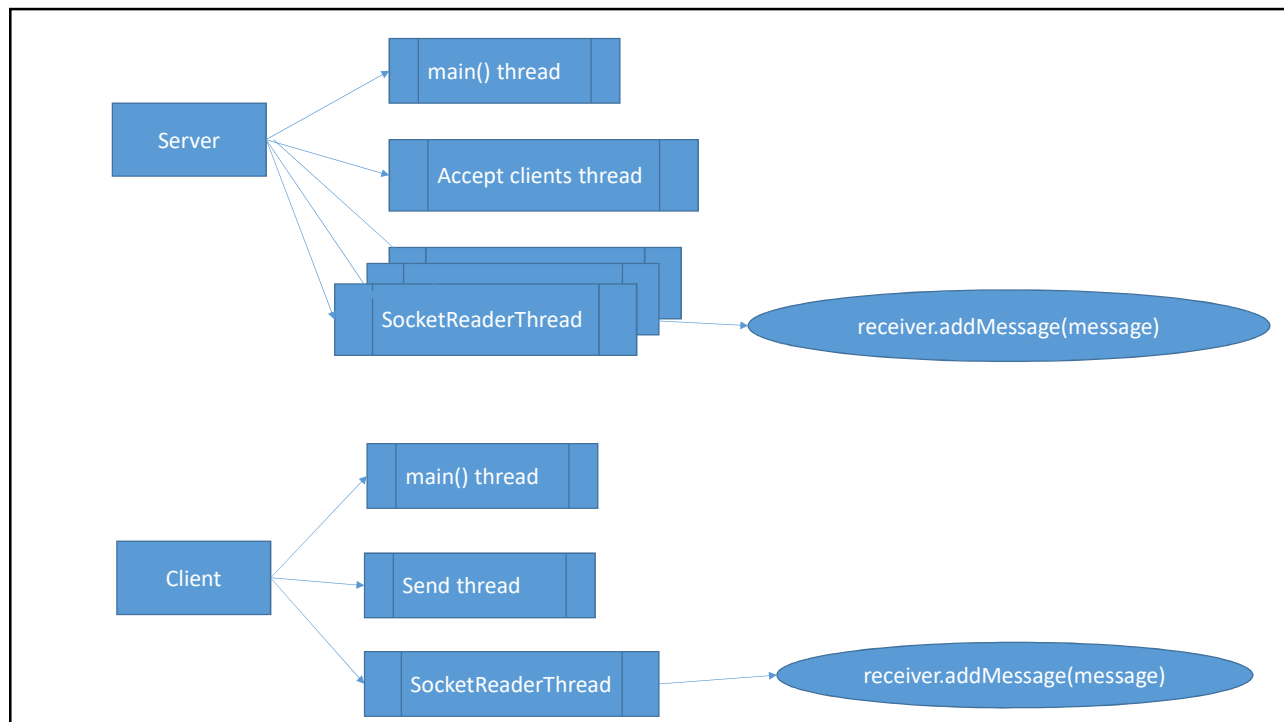 main() thread
Server
Accept clients thread
SocketReaderThread
receiver.addMessage(message)
main() thread
Client
Send thread
SocketReaderThread
receiver.addMessage(message)